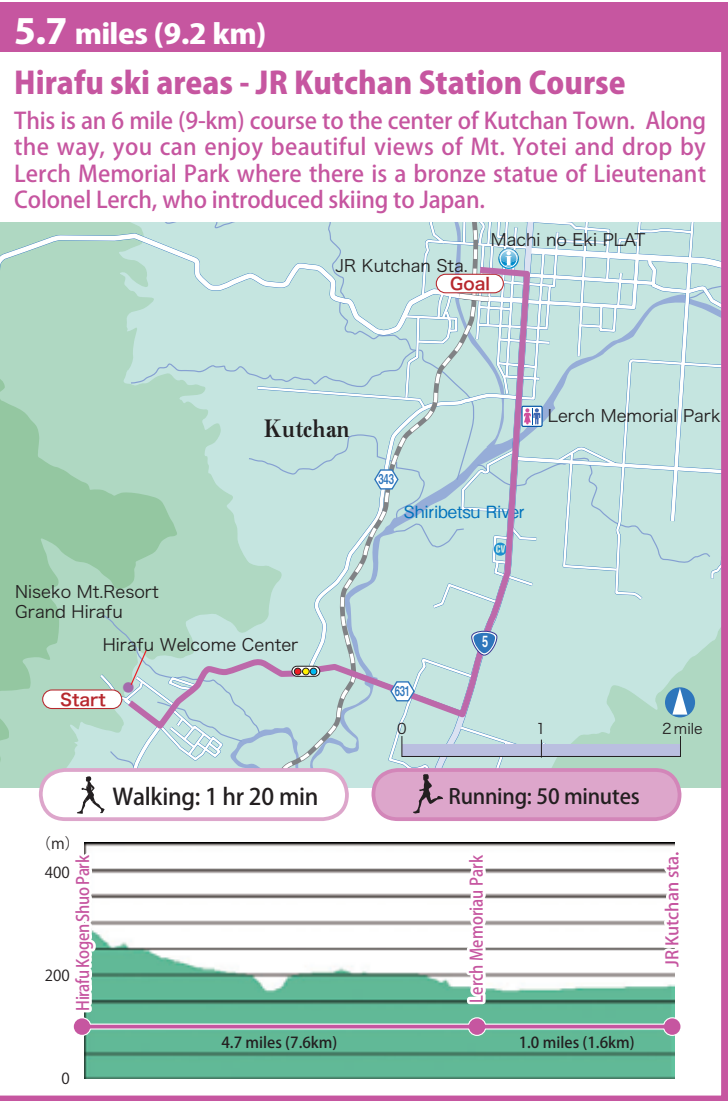 5.7 miles (9.2 km)
Hirafu ski areas - JR Kutchan Station Course
This is an 6 mile (9-km) course to the center of Kutchan Town. Along
the way, you can enjoy beautiful views of Mt. Yotei and drop by
Lerch Memorial Park where there is a bronze statue of Lieutenant
Colonel Lerch, who introduced skiing to Japan.
Machi no Eki PLAT
JR Kutchan Sta.
Goal
Lerch Memorial Park
Kutchan
343
Shiribetsu River
CV
Niseko Mt.Resort
Grand Hirafu
Hirafu Welcome Center
5
631
Start
0 1 2 mile
Walking: 1 hr 20 min
Running: 50 minutes
(m)
400
200
0
Hirafu Kogen Shuo Park
Lerch Memoriau Park
JR Kutchan sta.
4.7 miles (7.6km)
1.0 miles (1.6km)